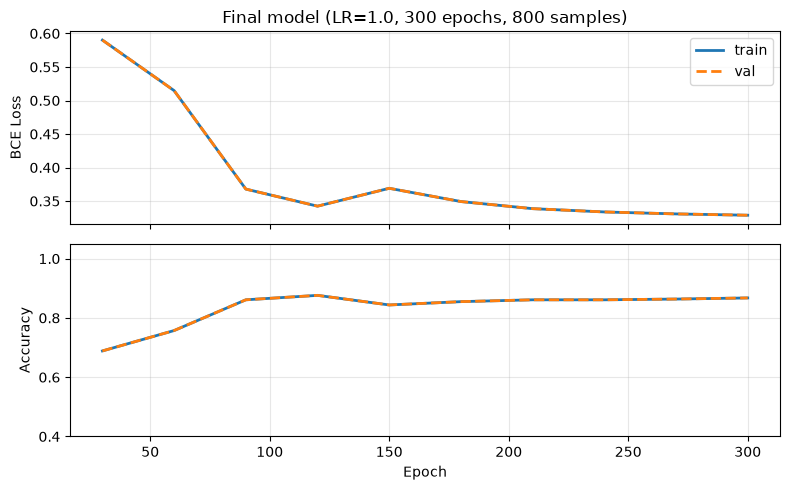 Final model (LR=1.0, 300 epochs, 800 samples)
0.60
0.55
0.50
0.45
0.40
0.35
BCE Loss
train
val
1.0
0.8
0.6
0.4
Accuracy
50 100 150 200 250 300
Epoch